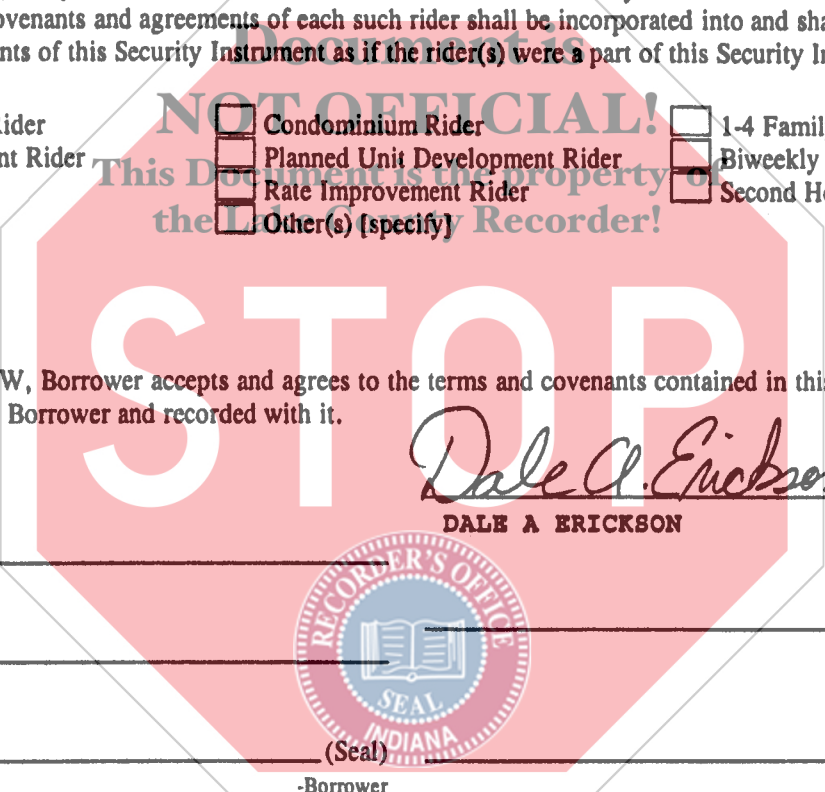 ovenants and agreements of each such rider shall be incorporated into and sha
nts of this Security Instrument as if the rider(s) were a part of this Security In
Document is
NOT OFFICIAL!
This Document is the property of
the Lake County Recorder!
ider Condominium Rider 1-4 Famil
nt Rider Planned Unit Development Rider Biweekly
Rate Improvement Rider Second Ho
Other(s) [specify]
STOP
W, Borrower accepts and agrees to the terms and covenants contained in this
Borrower and recorded with it.
Dale A. Erickson
DALE A ERICKSON
RECORDER'S OFFICE
SEAL
INDIANA
(Seal)
-Borrower